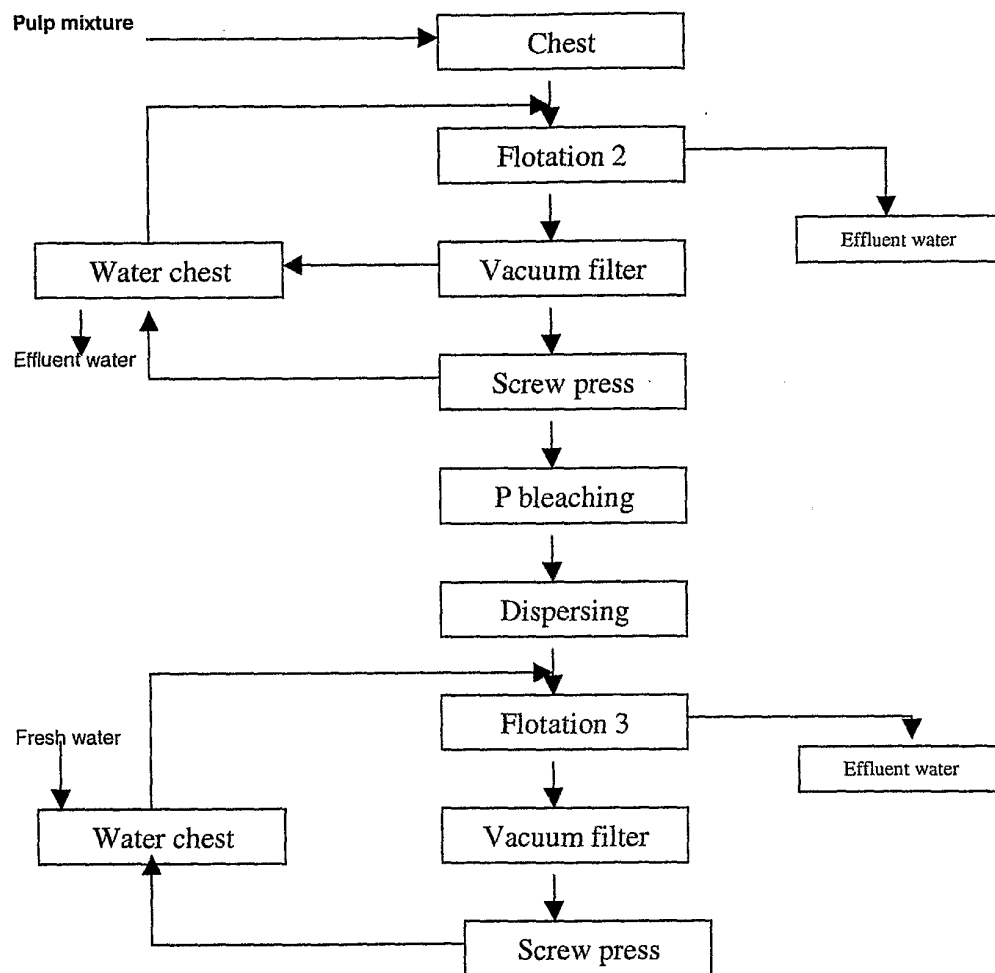 Pulp mixture
Chest
Flotation 2
Effluent water
Water chest
Vacuum filter
Effluent water
Screw press
P bleaching
Dispersing
Flotation 3
Fresh water
Effluent water
Water chest
Vacuum filter
Screw press